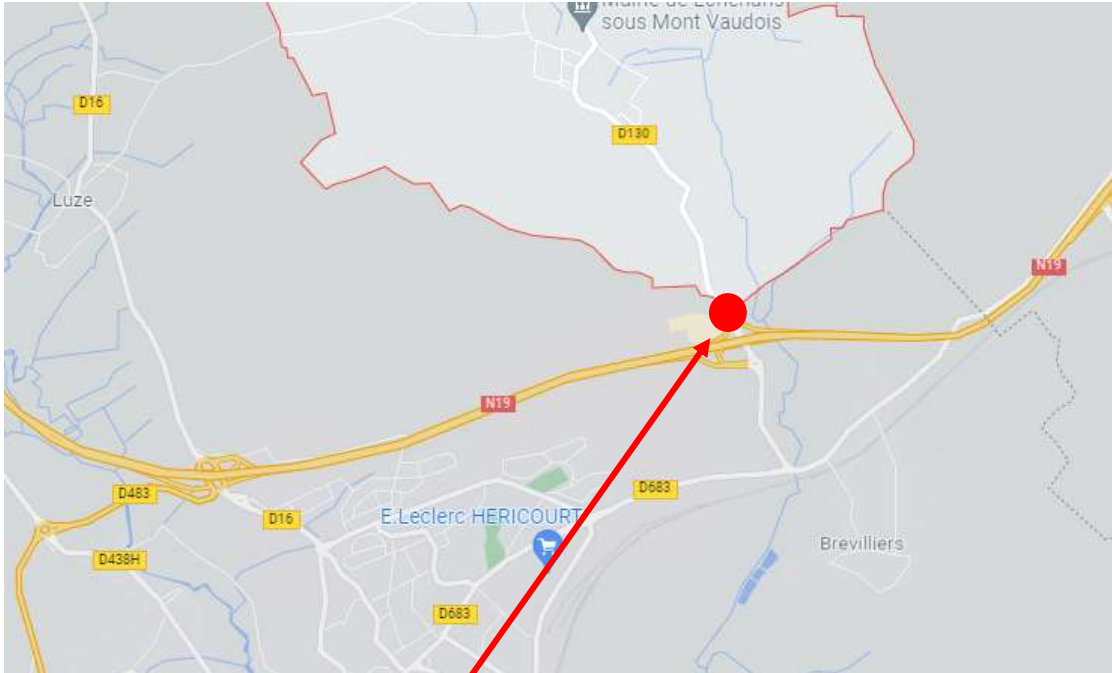 sous Mont Vaudois
D16
D130
Luze
N19
N19
D483
D16
E.Leclerc HERICOURT
D683
Brevilliers
D438H
D683